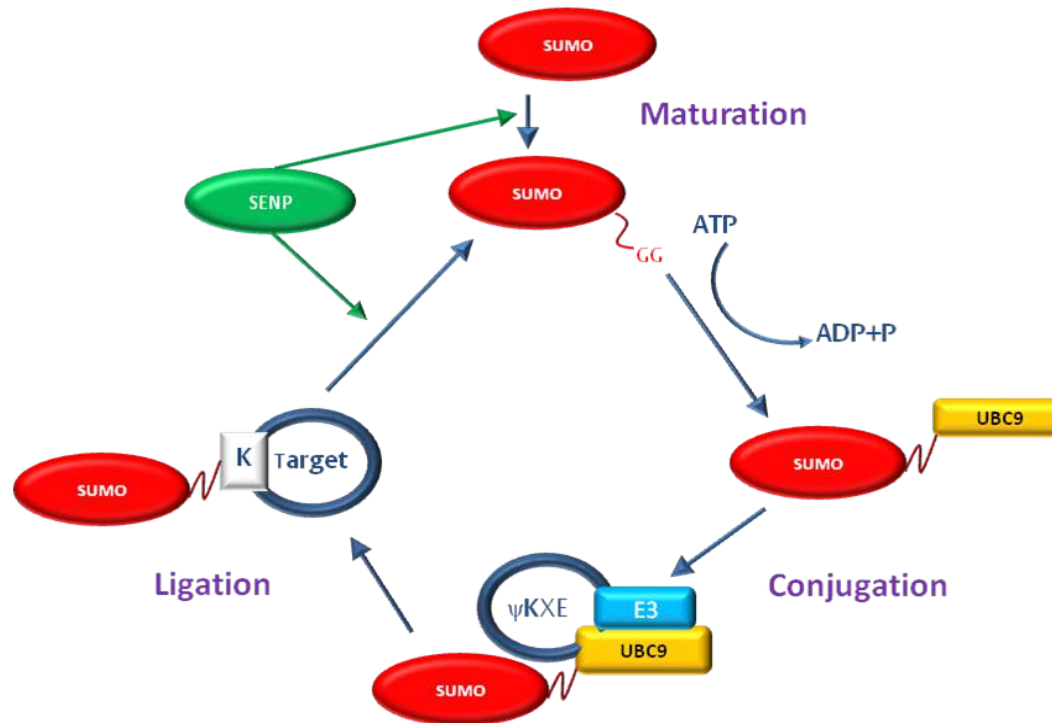 SUMO
Maturation
SUMO
SENP
GG
ATP
ADP+P
UBC9
SUMO
K Target
SUMO
Ligation
Conjugation
ψKXE
E3
UBC9
SUMO